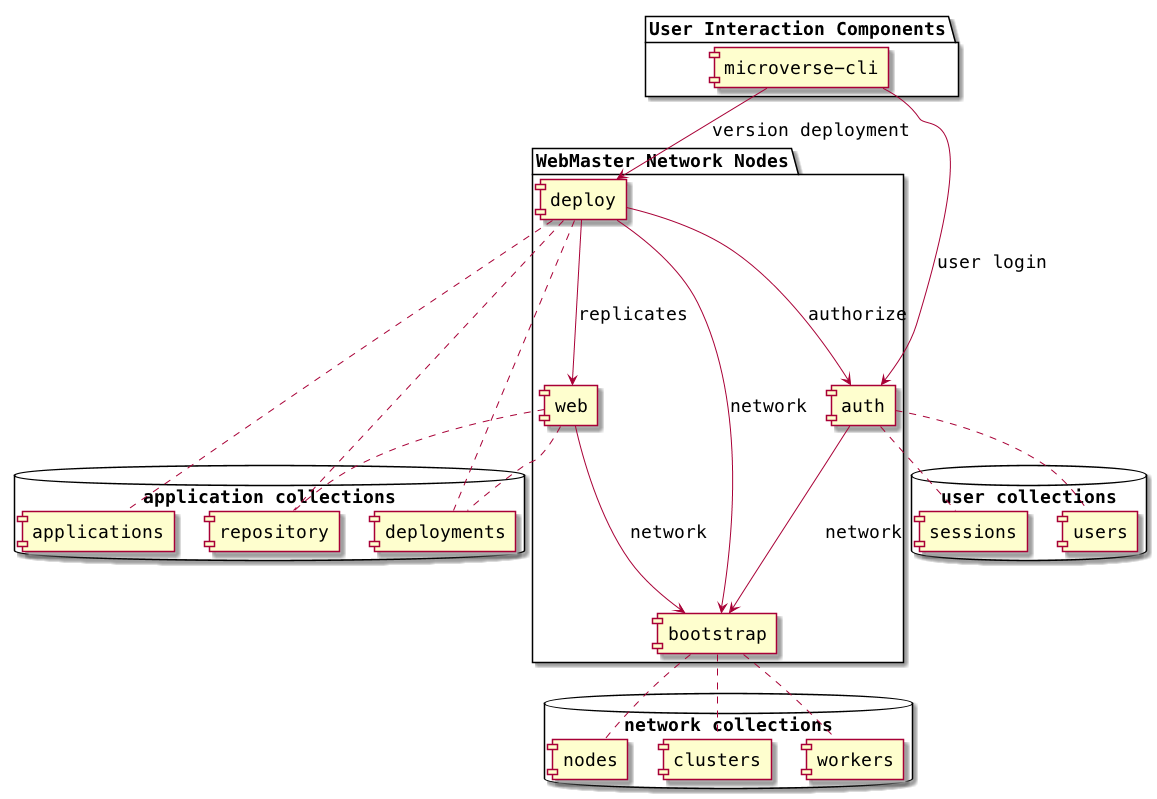 User Interaction Components
microverse-cli
version deployment
WebMaster Network Nodes
deploy
user login
replicates
authorize
web
network
auth
application collections
user collections
applications
repository
deployments
network
network
sessions
users
bootstrap
network collections
nodes
clusters
workers